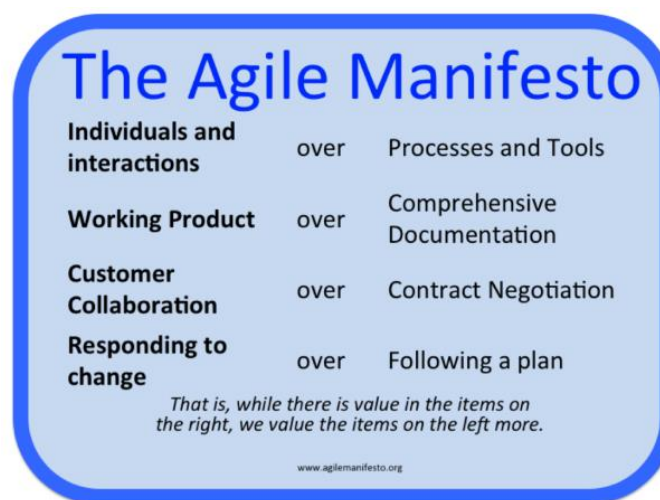 The Agile Manifesto
Individuals and
interactions
over
Processes and Tools
Working Product
over
Comprehensive
Documentation
Customer
Collaboration
over
Contract Negotiation
Responding to
change
over
Following a plan
That is, while there is value in the items on
the right, we value the items on the left more.
www.agilemanifesto.org